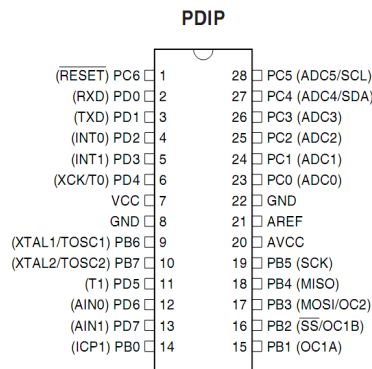 PDIP
(RESET) PC6 1 28 PC5 (ADC5/SCL)
(RXD) PD0 2 27 PC4 (ADC4/SDA)
(TXD) PD1 3 26 PC3 (ADC3)
(INT0) PD2 4 25 PC2 (ADC2)
(INT1) PD3 5 24 PC1 (ADC1)
(XCK/T0) PD4 6 23 PC0 (ADC0)
VCC 7 22 GND
GND 8 21 AREF
(XTAL1/TOSC1) PB6 9 20 AVCC
(XTAL2/TOSC2) PB7 10 19 PB5 (SCK)
(T1) PD5 11 18 PB4 (MISO)
(AIN0) PD6 12 17 PB3 (MOSI/OC2)
(AIN1) PD7 13 16 PB2 (SS/OC1B)
(ICP1) PB0 14 15 PB1 (OC1A)